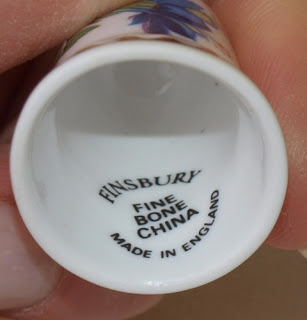 FINSBURY
FINE
BONE
CHINA
MADE IN ENGLAND